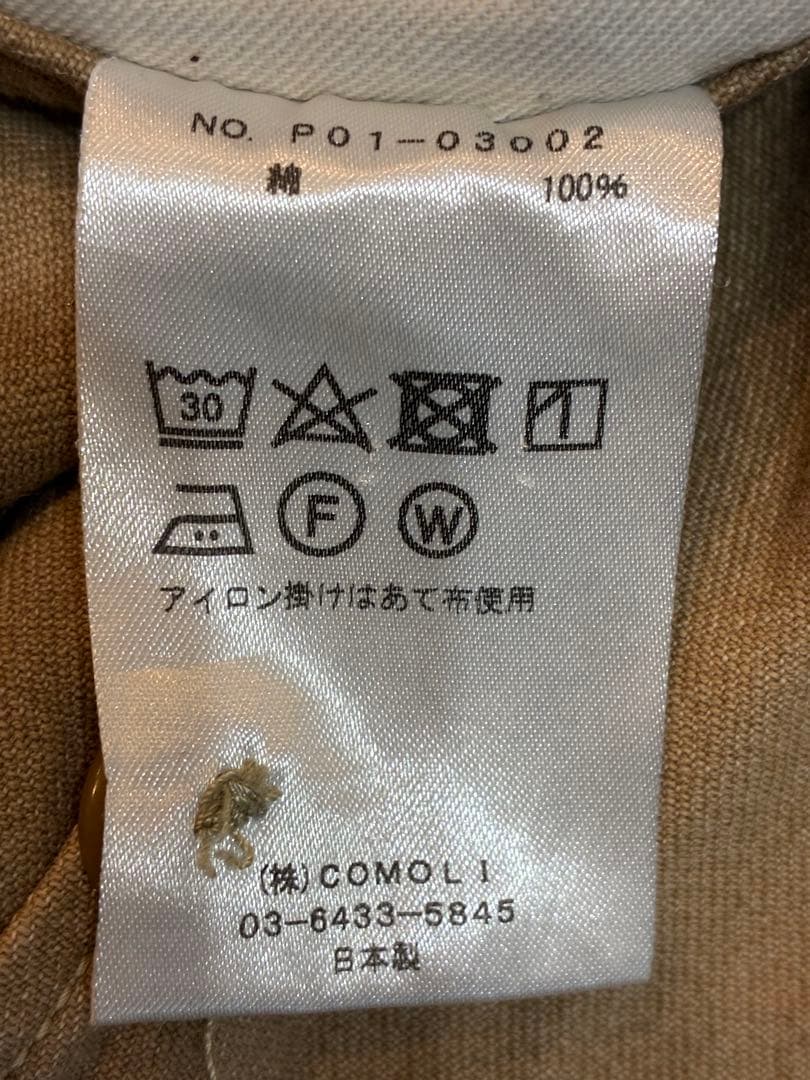 NO. P01-03002
綿 100%
30
F W
アイロン掛けはあて布使用
(株)COMOLI
03-6433-5845
日本製